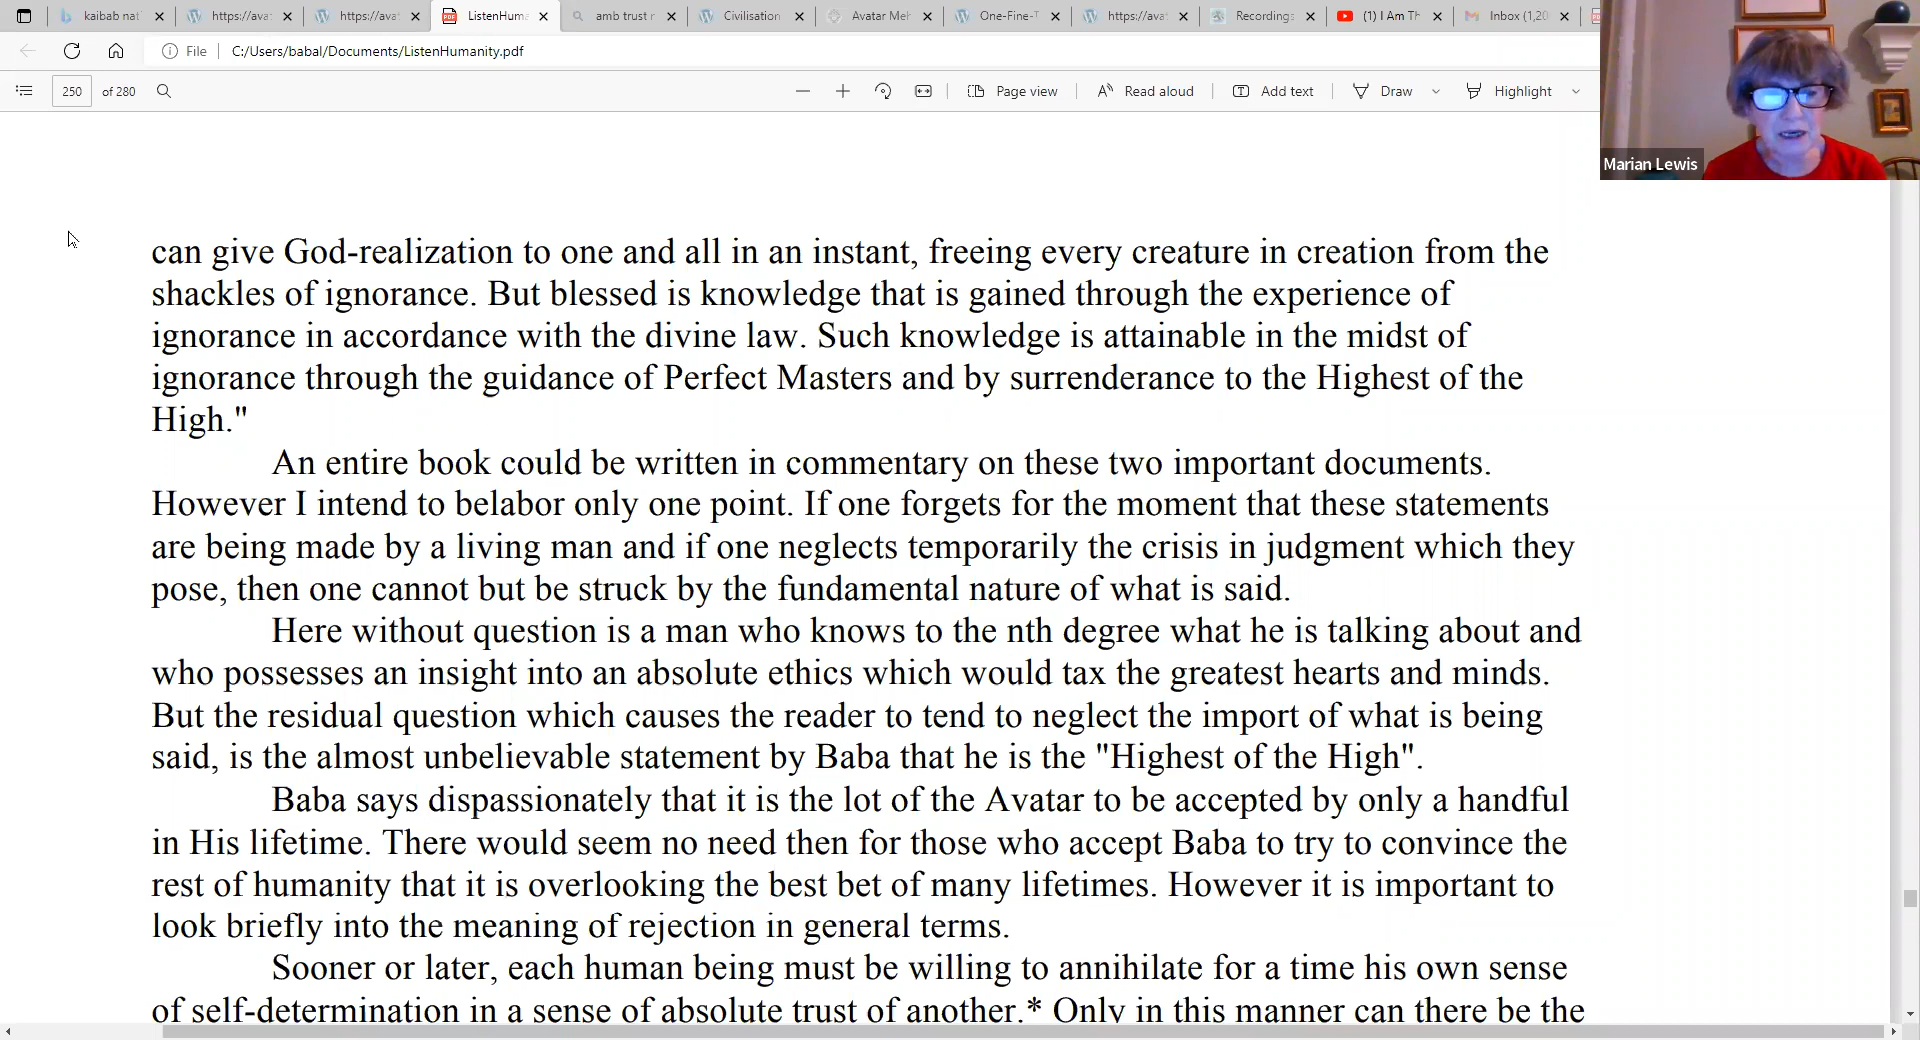 kaibab nat
https://avat
https://avat
ListenHuma
amb trust r
Civilisation
Avatar Meh
One-Fine-T
https://avat
Recordings
(1) I Am Th
Inbox (1,20
File
C:/Users/babal/Documents/ListenHumanity.pdf
250 of 280
Page view
Read aloud
Add text
Draw
Highlight
Marian Lewis
can give God-realization to one and all in an instant, freeing every creature in creation from the
shackles of ignorance. But blessed is knowledge that is gained through the experience of
ignorance in accordance with the divine law. Such knowledge is attainable in the midst of
ignorance through the guidance of Perfect Masters and by surrenderance to the Highest of the
High."
An entire book could be written in commentary on these two important documents.
However I intend to belabor only one point. If one forgets for the moment that these statements
are being made by a living man and if one neglects temporarily the crisis in judgment which they
pose, then one cannot but be struck by the fundamental nature of what is said.
Here without question is a man who knows to the nth degree what he is talking about and
who possesses an insight into an absolute ethics which would tax the greatest hearts and minds.
But the residual question which causes the reader to tend to neglect the import of what is being
said, is the almost unbelievable statement by Baba that he is the "Highest of the High".
Baba says dispassionately that it is the lot of the Avatar to be accepted by only a handful
in His lifetime. There would seem no need then for those who accept Baba to try to convince the
rest of humanity that it is overlooking the best bet of many lifetimes. However it is important to
look briefly into the meaning of rejection in general terms.
Sooner or later, each human being must be willing to annihilate for a time his own sense
of self-determination in a sense of absolute trust of another.* Only in this manner can there be the